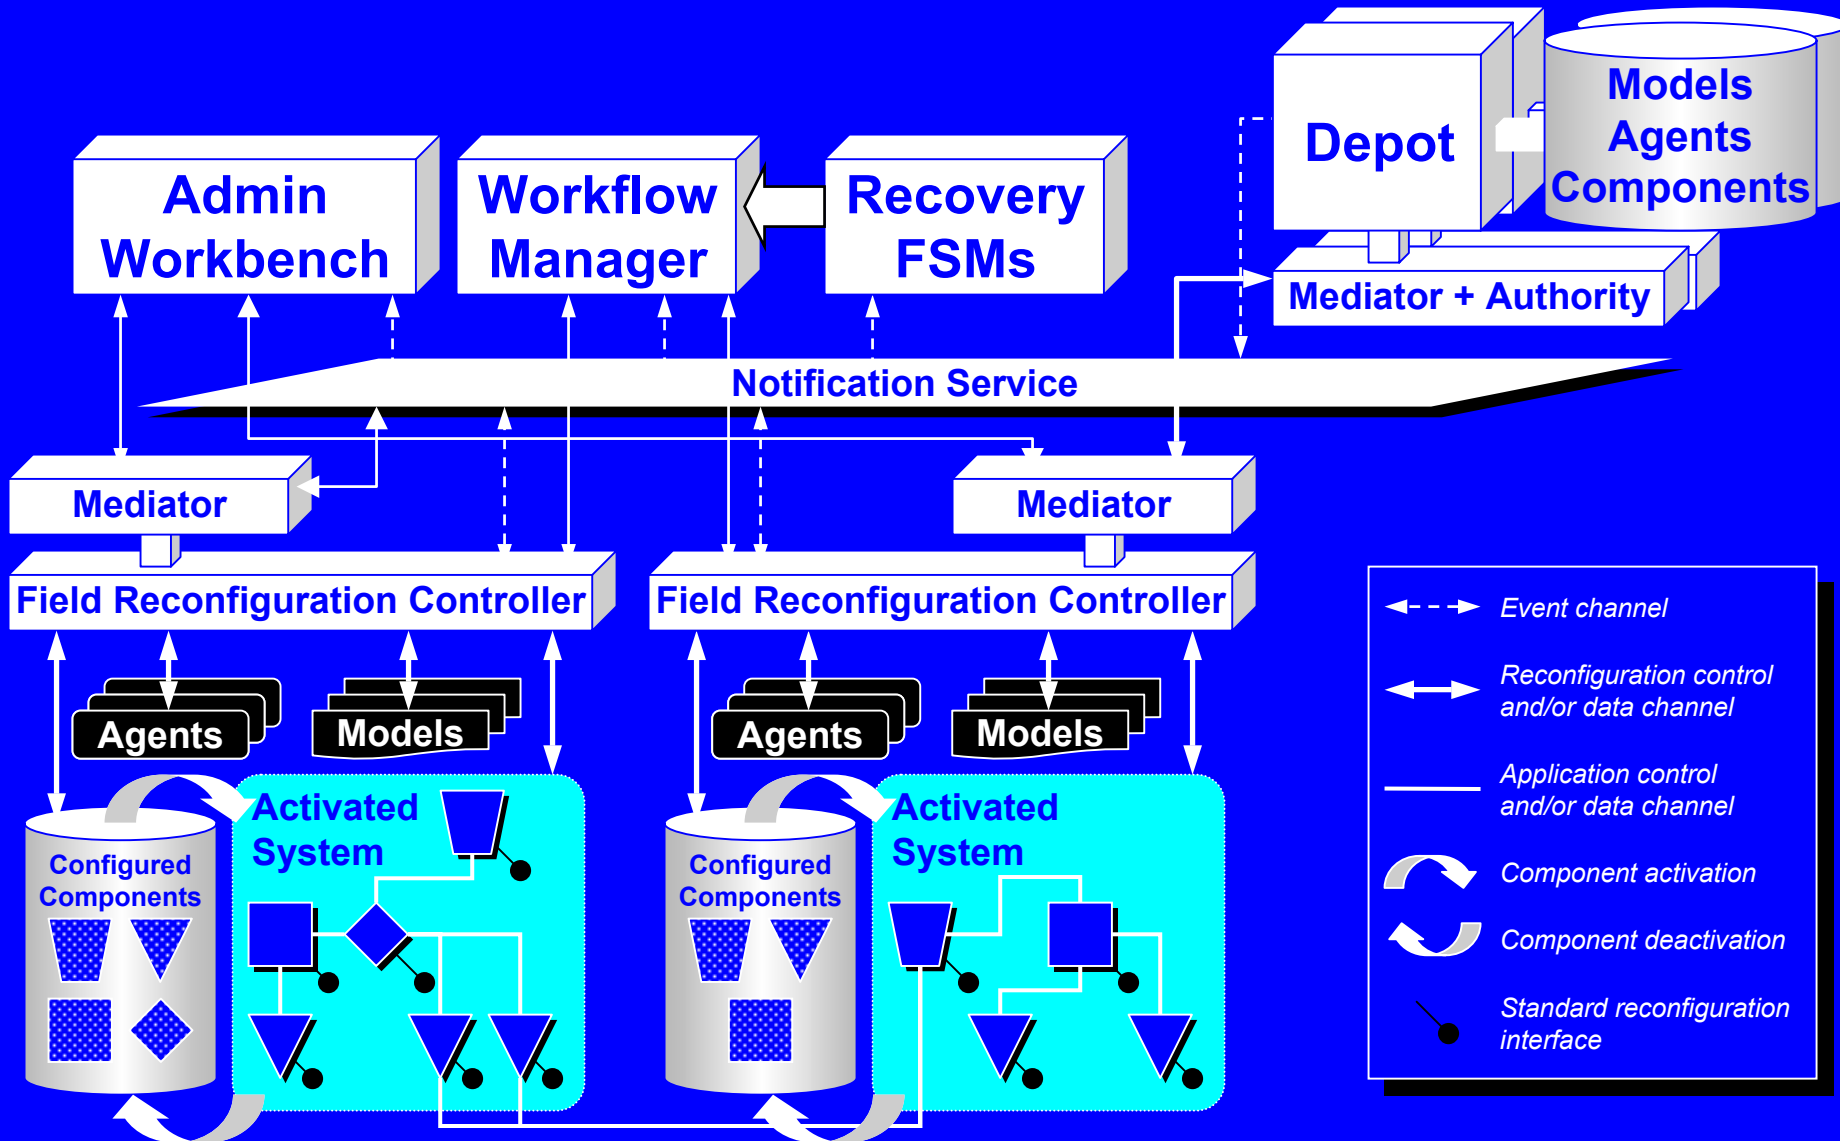 Admin
Workbench
Workflow
Manager
Recovery
FSMs
Depot
Models
Agents
Components
Mediator + Authority
Notification Service
Mediator
Mediator
Field Reconfiguration Controller
Field Reconfiguration Controller
Agents
Models
Agents
Models
Configured
Components
Activated
System
Configured
Components
Activated
System
Event channel
Reconfiguration control
and/or data channel
Application control
and/or data channel
Component activation
Component deactivation
Standard reconfiguration
interface